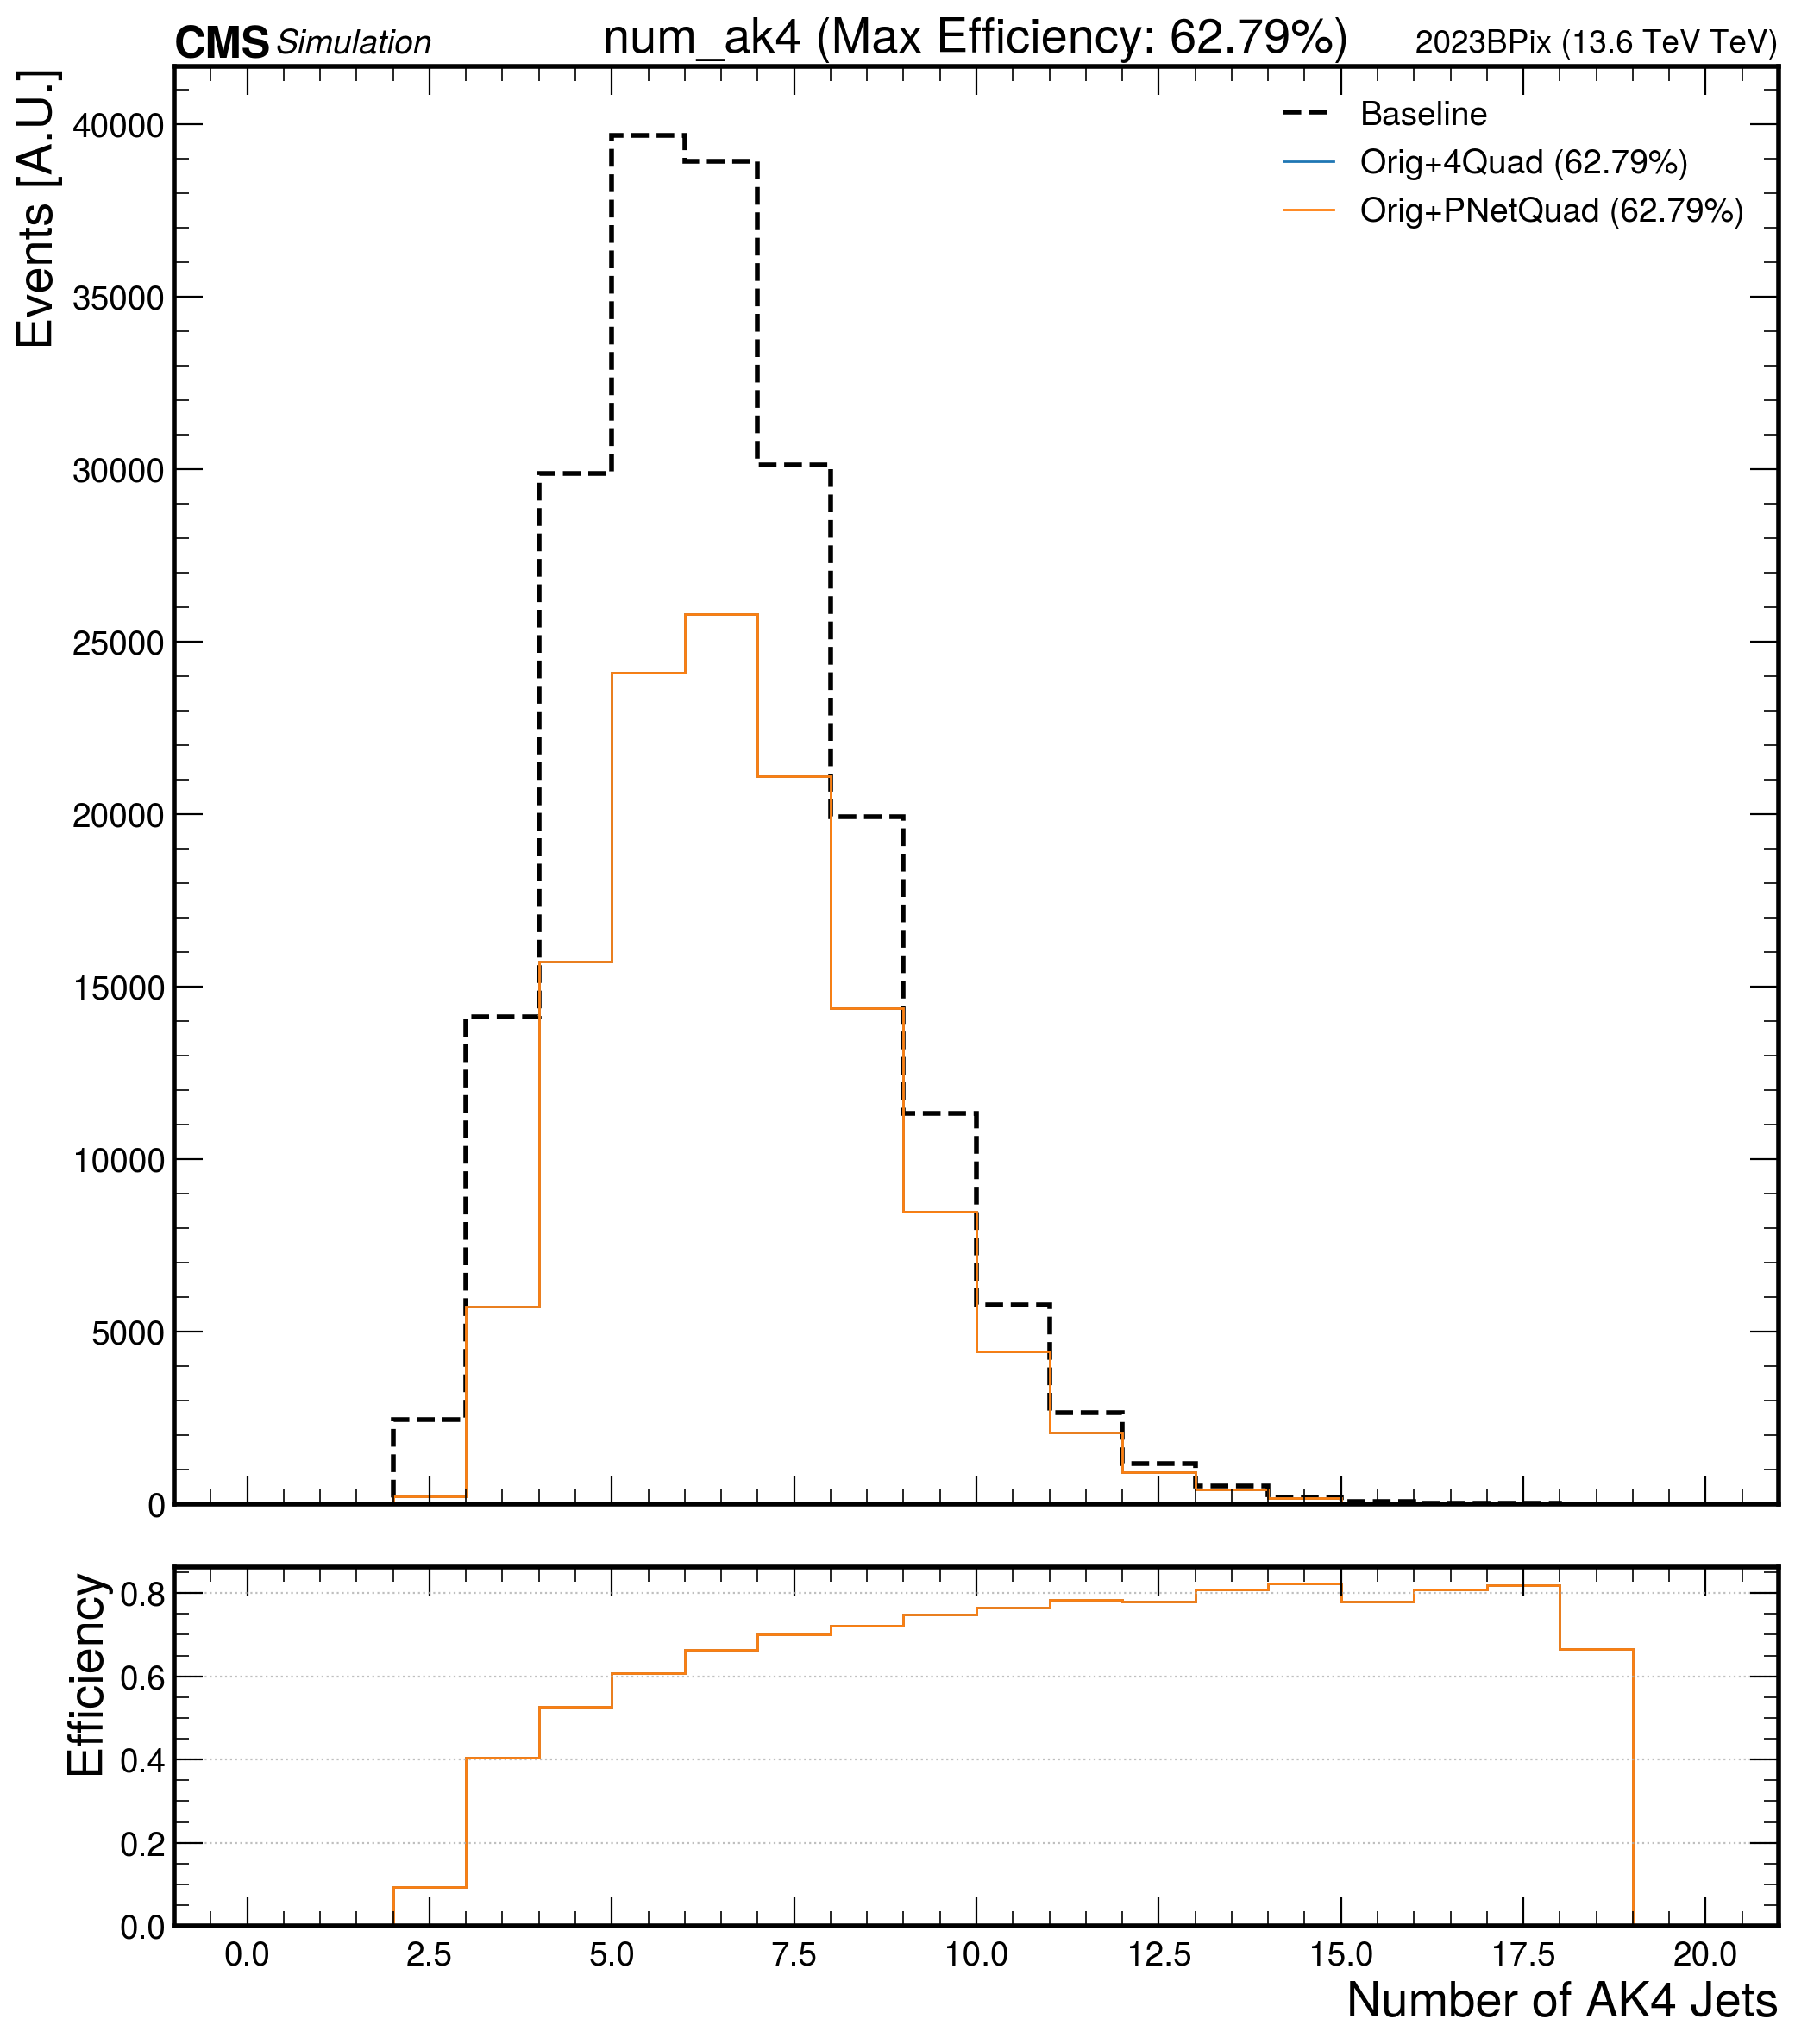 CMS Simulation num_ak4 (Max Efficiency: 62.79%) 2023BPix (13.6 TeV TeV)
Events [A.U.]
40000
35000
30000
25000
20000
15000
10000
5000
0
Baseline
Orig+4Quad (62.79%)
Orig+PNetQuad (62.79%)
Efficiency
0.8
0.6
0.4
0.2
0.0
0.0 2.5 5.0 7.5 10.0 12.5 15.0 17.5 20.0
Number of AK4 Jets